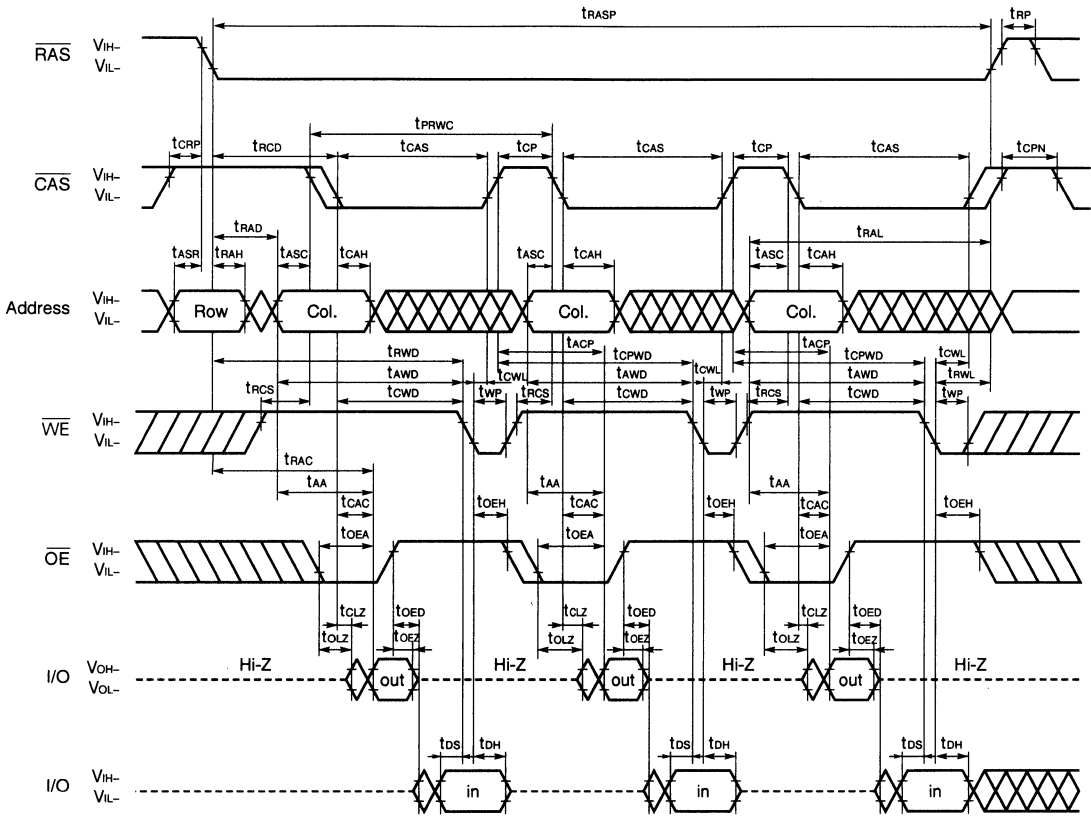 tRASP tRP
RAS VIH–
VIL–
tPRWC
tCRP tRCD tCAS tCP tCAS tCP tCAS tCPN
CAS VIH–
VIL–
tRAD tRAL
tASR tRAH tASC tCAH tASC tCAH tASC tCAH
Address VIH–
VIL–
Row Col. Col. Col.
tRWD tACP tCPWD tACP tCPWD tCWL
tAWD tCWL tAWD tCWL tAWD tRWL
tRCS tCWD tWP tRCS tCWD tWP tRCS tCWD tWP
WE VIH–
VIL–
tRAC
tAA tAA tAA
tCAC tOEH tCAC tOEH tCAC tOEH
tOEA tOEA tOEA
OE VIH–
VIL–
tCLZ tOED tCLZ tOED tCLZ tOED
tOLZ tOEZ tOLZ tOEZ tOLZ tOEZ
I/O VOH–
VOL–
Hi-Z out Hi-Z out Hi-Z out Hi-Z
tDS tDH tDS tDH tDS tDH
I/O VIH–
VIL–
in in in